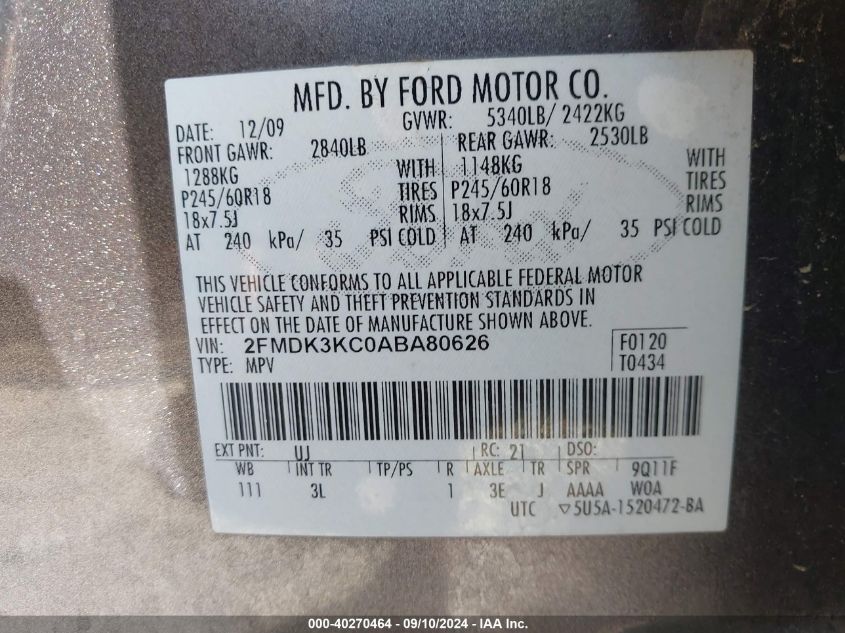 MFD. BY FORD MOTOR CO.
DATE: 12/09 GVWR: 5340LB/ 2422KG
FRONT GAWR: 2840LB REAR GAWR: 2530LB
1288KG WITH 1148KG WITH
P245/60R18 TIRES P245/60R18 TIRES
18x7.5J RIMS 18x7.5J RIMS
AT 240 kPa/ 35 PSI COLD AT 240 kPa/ 35 PSI COLD
THIS VEHICLE CONFORMS TO ALL APPLICABLE FEDERAL MOTOR
VEHICLE SAFETY AND THEFT PREVENTION STANDARDS IN
EFFECT ON THE DATE OF MANUFACTURE SHOWN ABOVE.
VIN: 2FMDK3KC0ABA80626 F0120
TYPE: MPV T0434
EXT PNT: UJ RC: 21 DSO:
WB INT TR TP/PS R AXLE TR SPR 9Q11F
111 3L 1 3E J AAAA WOA
UTC ▽5U5A-1520472-BA
000-40270464 - 09/10/2024 - IAA Inc.